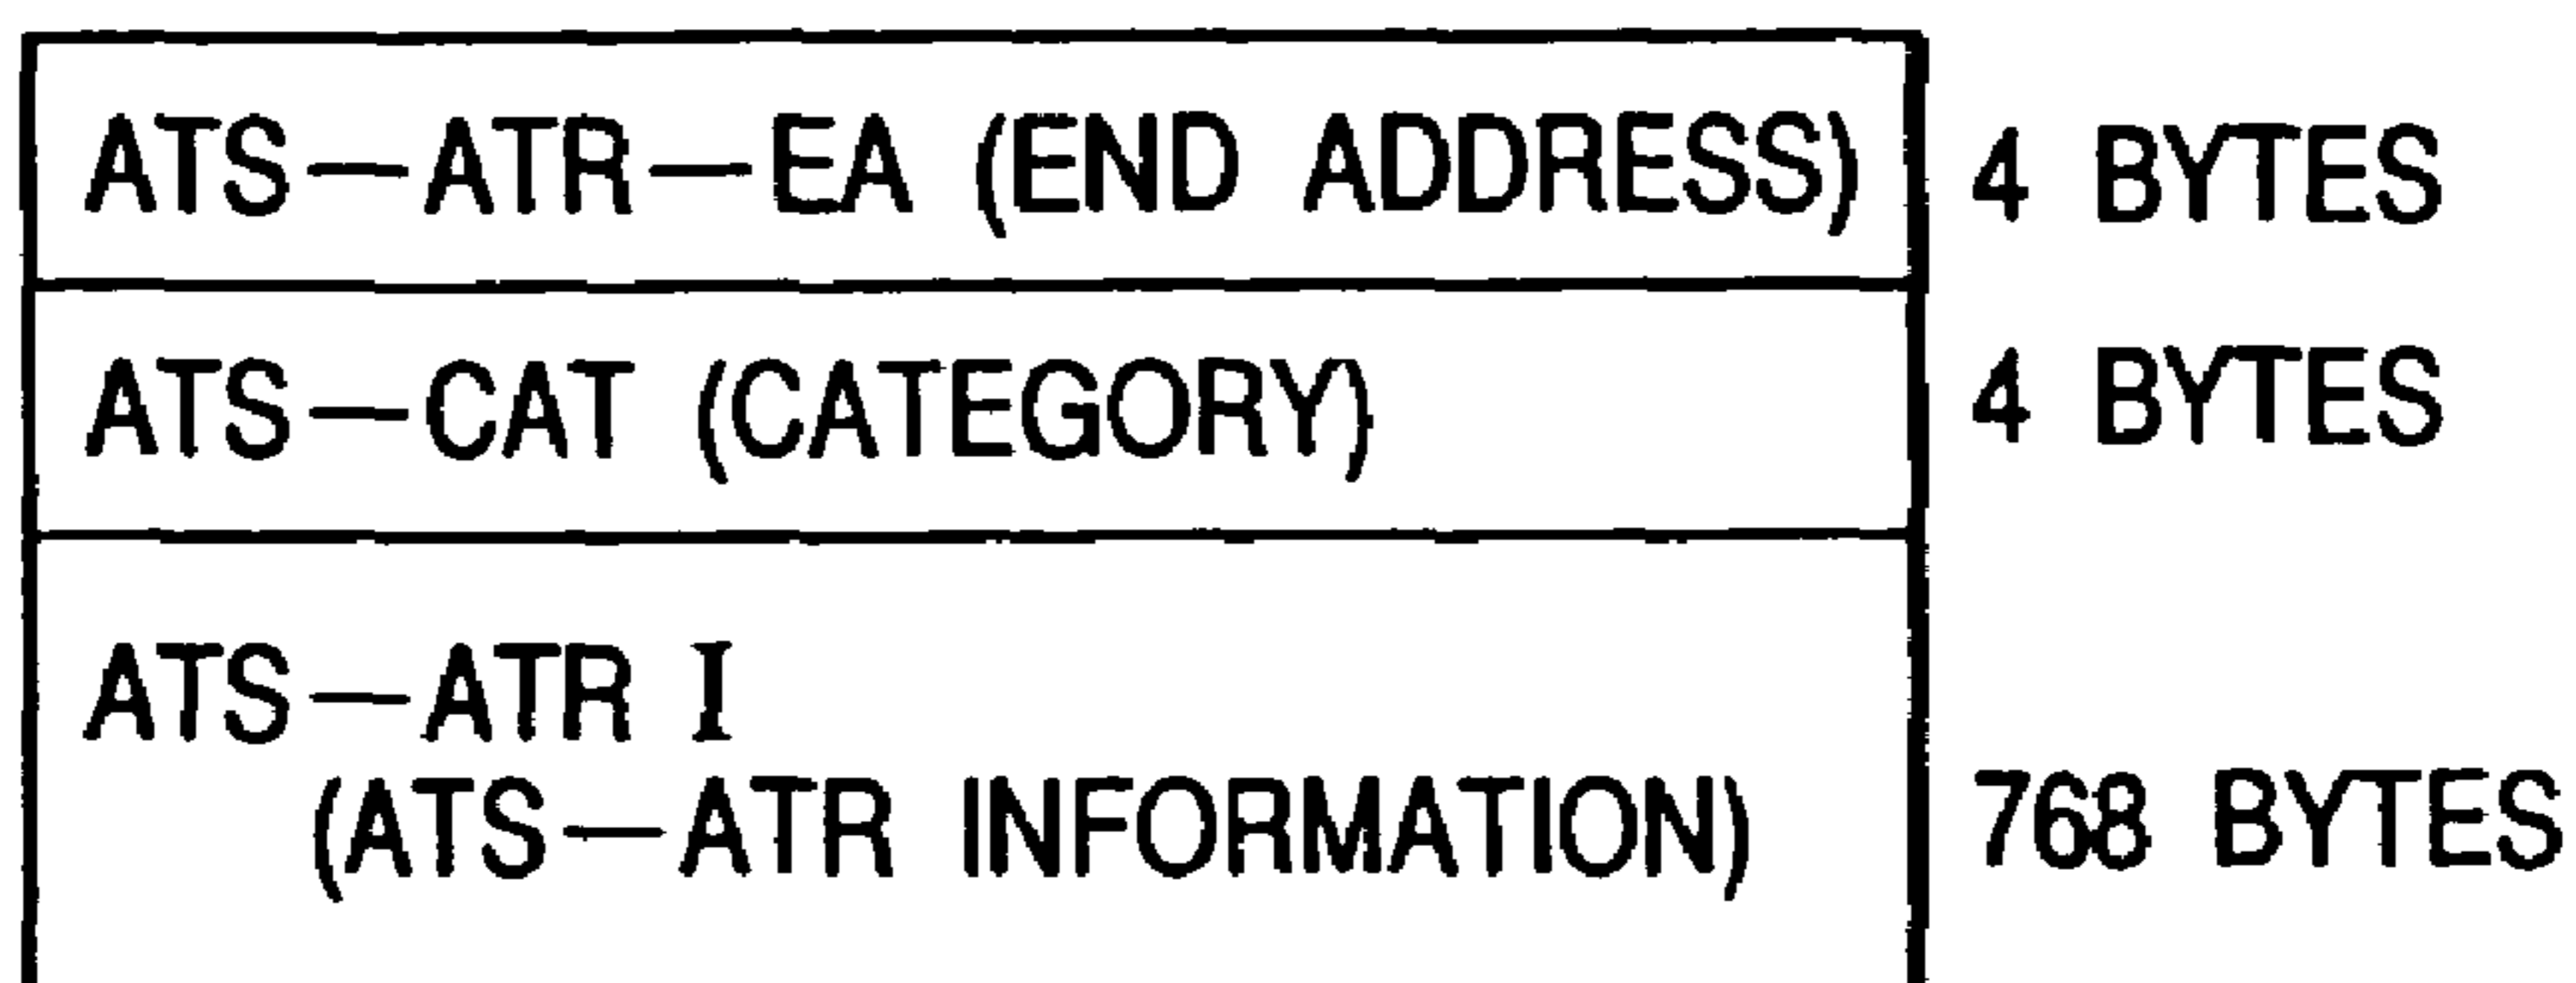 ATS—ATR—EA (END ADDRESS) 4 BYTES
ATS—CAT (CATEGORY) 4 BYTES
ATS—ATR I
(ATS—ATR INFORMATION) 768 BYTES